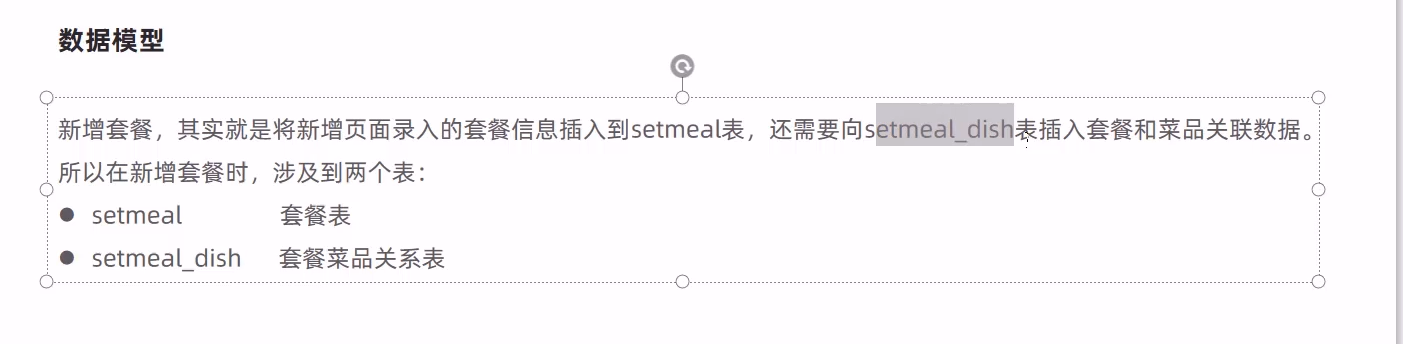 数据模型
新增套餐，其实就是将新增页面录入的套餐信息插入到setmeal表，还需要向setmeal_dish表插入套餐和菜品关联数据。
所以在新增套餐时，涉及到两个表：
● setmeal 套餐表
● setmeal_dish 套餐菜品关系表